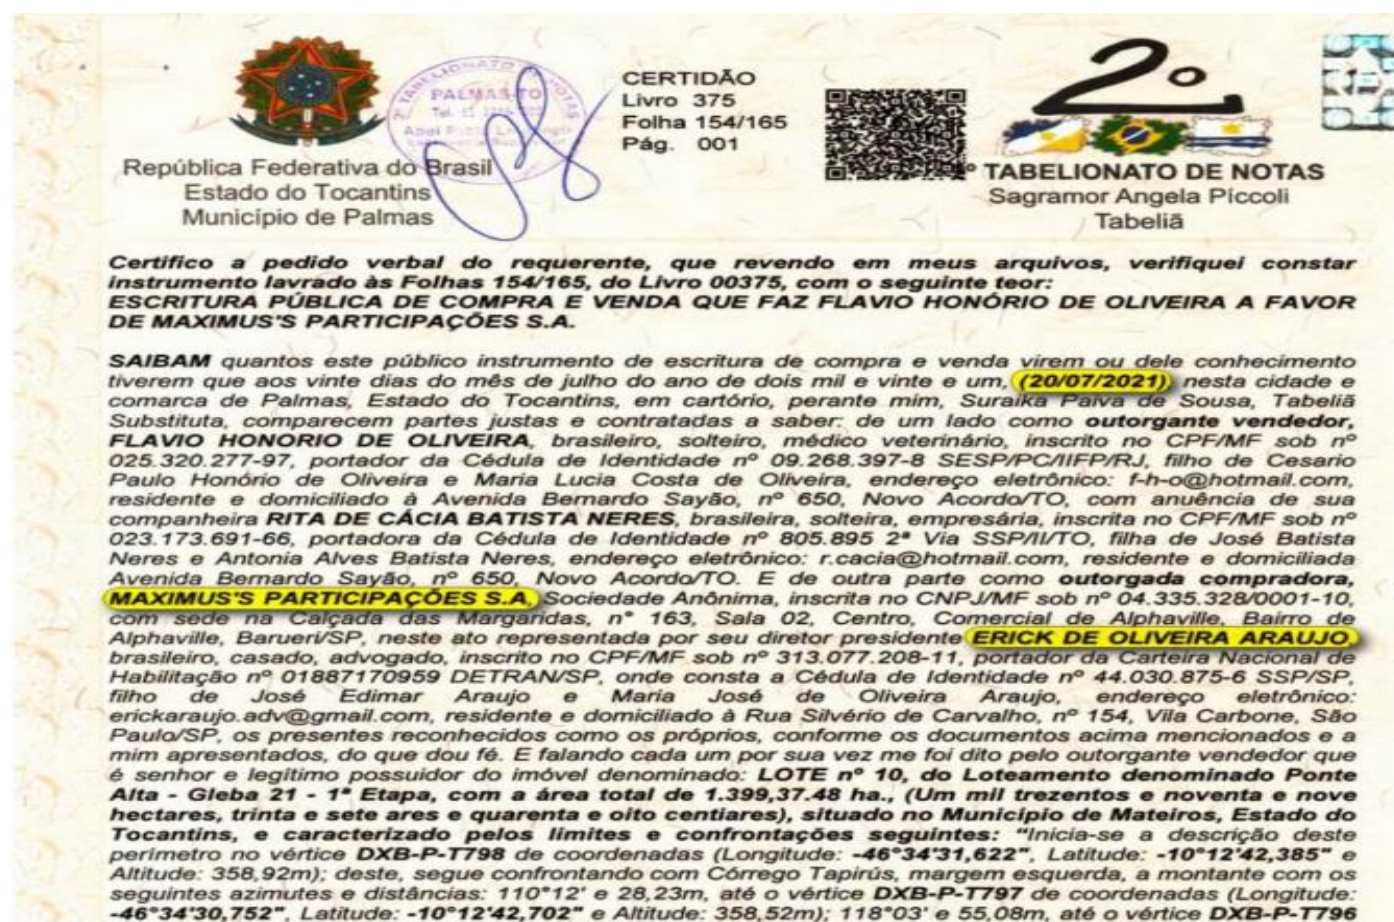 CERTIDÃO
Livro 375
Folha 154/165
Pág. 001
República Federativa do Brasil
Estado do Tocantins
Município de Palmas
2º
º TABELIONATO DE NOTAS
Sagramor Angela Píccoli
Tabeliã
PALMAS-TO
Certifico a pedido verbal do requerente, que revendo em meus arquivos, verifiquei constar
instrumento lavrado às Folhas 154/165, do Livro 00375, com o seguinte teor:
ESCRITURA PÚBLICA DE COMPRA E VENDA QUE FAZ FLAVIO HONÓRIO DE OLIVEIRA A FAVOR
DE MAXIMUS'S PARTICIPAÇÕES S.A.
SAIBAM quantos este público instrumento de escritura de compra e venda virem ou dele conhecimento
tiverem que aos vinte dias do mês de julho do ano de dois mil e vinte e um, (20/07/2021) nesta cidade e
comarca de Palmas, Estado do Tocantins, em cartório, perante mim, Suraika Paiva de Sousa, Tabeliã
Substituta, comparecem partes justas e contratadas a saber: de um lado como outorgante vendedor,
FLAVIO HONORIO DE OLIVEIRA, brasileiro, solteiro, médico veterinário, inscrito no CPF/MF sob nº
025.320.277-97, portador da Cédula de Identidade nº 09.268.397-8 SESP/PC/IIFP/RJ, filho de Cesario
Paulo Honório de Oliveira e Maria Lucia Costa de Oliveira, endereço eletrônico: f-h-o@hotmail.com,
residente e domiciliado à Avenida Bernardo Sayão, nº 650, Novo Acordo/TO, com anuência de sua
companheira RITA DE CÁCIA BATISTA NERES, brasileira, solteira, empresária, inscrita no CPF/MF sob nº
023.173.691-66, portadora da Cédula de Identidade nº 805.895 2ª Via SSP/II/TO, filha de José Batista
Neres e Antonia Alves Batista Neres, endereço eletrônico: r.cacia@hotmail.com, residente e domiciliada
Avenida Bernardo Sayão, nº 650, Novo Acordo/TO. E de outra parte como outorgada compradora,
MAXIMUS'S PARTICIPAÇÕES S.A, Sociedade Anônima, inscrita no CNPJ/MF sob nº 04.335.328/0001-10,
com sede na Calçada das Margaridas, n° 163, Sala 02, Centro, Comercial de Alphaville, Bairro de
Alphaville, Barueri/SP, neste ato representada por seu diretor presidente ERICK DE OLIVEIRA ARAUJO,
brasileiro, casado, advogado, inscrito no CPF/MF sob nº 313.077.208-11, portador da Carteira Nacional de
Habilitação nº 01887170959 DETRAN/SP, onde consta a Cédula de Identidade nº 44.030.875-6 SSP/SP,
filho de José Edimar Araujo e Maria José de Oliveira Araujo, endereço eletrônico:
erickaraujo.adv@gmail.com, residente e domiciliado à Rua Silvério de Carvalho, nº 154, Vila Carbone, São
Paulo/SP, os presentes reconhecidos como os próprios, conforme os documentos acima mencionados e a
mim apresentados, do que dou fé. E falando cada um por sua vez me foi dito pelo outorgante vendedor que
é senhor e legítimo possuidor do imóvel denominado: LOTE nº 10, do Loteamento denominado Ponte
Alta - Gleba 21 - 1ª Etapa, com a área total de 1.399,37.48 ha., (Um mil trezentos e noventa e nove
hectares, trinta e sete ares e quarenta e oito centiares), situado no Município de Mateiros, Estado do
Tocantins, e caracterizado pelos limites e confrontações seguintes: "Inicia-se a descrição deste
perímetro no vértice DXB-P-T798 de coordenadas (Longitude: -46°34'31,622", Latitude: -10°12'42,385" e
Altitude: 358,92m); deste, segue confrontando com Córrego Tapirús, margem esquerda, a montante com os
seguintes azimutes e distâncias: 110°12' e 28,23m, até o vértice DXB-P-T797 de coordenadas (Longitude:
-46°34'30,752", Latitude: -10°12'42,702" e Altitude: 358,52m); 118°03' e 55,08m, até o vértice DXB-P-T796